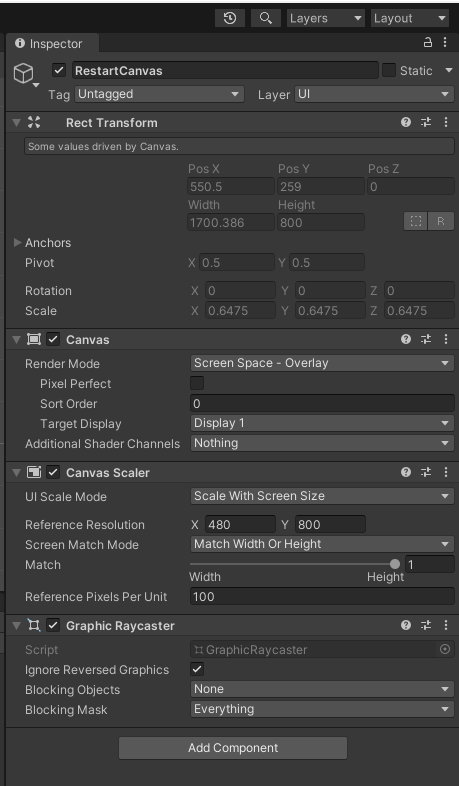 Layers Layout
Inspector
RestartCanvas Static
Tag Untagged Layer UI
Rect Transform
Some values driven by Canvas.
Pos X Pos Y Pos Z
550.5 259 0
Width Height
1700.386 800 R
Anchors
Pivot X 0.5 Y 0.5
Rotation X 0 Y 0 Z 0
Scale X 0.6475 Y 0.6475 Z 0.6475
Canvas
Render Mode Screen Space - Overlay
Pixel Perfect
Sort Order 0
Target Display Display 1
Additional Shader Channels Nothing
Canvas Scaler
UI Scale Mode Scale With Screen Size
Reference Resolution X 480 Y 800
Screen Match Mode Match Width Or Height
Match 1
Width Height
Reference Pixels Per Unit 100
Graphic Raycaster
Script GraphicRaycaster
Ignore Reversed Graphics
Blocking Objects None
Blocking Mask Everything
Add Component